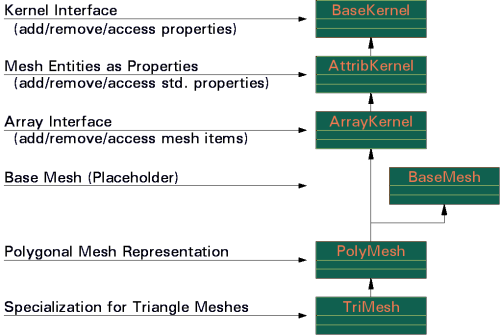 Kernel Interface
(add/remove/access properties)
BaseKernel
Mesh Entities as Properties
(add/remove/access std. properties)
AttribKernel
Array Interface
(add/remove/access mesh items)
ArrayKernel
Base Mesh (Placeholder)
BaseMesh
Polygonal Mesh Representation
PolyMesh
Specialization for Triangle Meshes
TriMesh